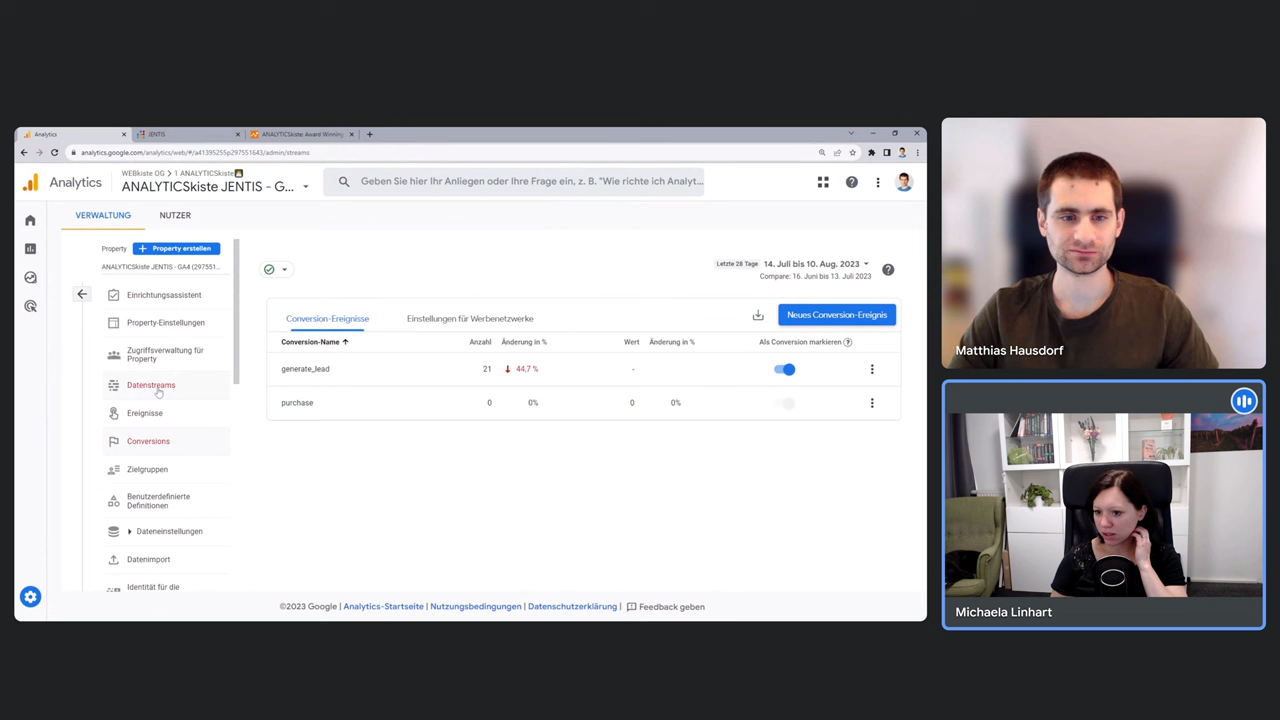 Analytics
JENTIS
ANALYTICSkiste: Award Winning
analytics.google.com/analytics/web/#/a41395255p297551643/admin/streams
Analytics
WEBkiste OG > 1 ANALYTICSkiste
ANALYTICSkiste JENTIS - G...
Geben Sie hier Ihr Anliegen oder Ihre Frage ein, z. B. "Wie richte ich Analyt...
VERWALTUNG
NUTZER
Property
+ Property erstellen
ANALYTICSkiste JENTIS - GA4 (297551...
Einrichtungsassistent
Property-Einstellungen
Zugriffsverwaltung für
Property
Datenstreams
Ereignisse
Conversions
Zielgruppen
Benutzerdefinierte
Definitionen
Dateneinstellungen
Datenimport
Identität für die
Letzte 28 Tage 14. Juli bis 10. Aug. 2023
Compare: 16. Juni bis 13. Juli 2023
Conversion-Ereignisse
Einstellungen für Werbenetzwerke
Neues Conversion-Ereignis
Conversion-Name Anzahl Änderung in % Wert Änderung in % Als Conversion markieren
generate_lead 21 44,7 % -
purchase 0 0% 0 0%
©2023 Google | Analytics-Startseite | Nutzungsbedingungen | Datenschutzerklärung | Feedback geben
Matthias Hausdorf
Michaela Linhart